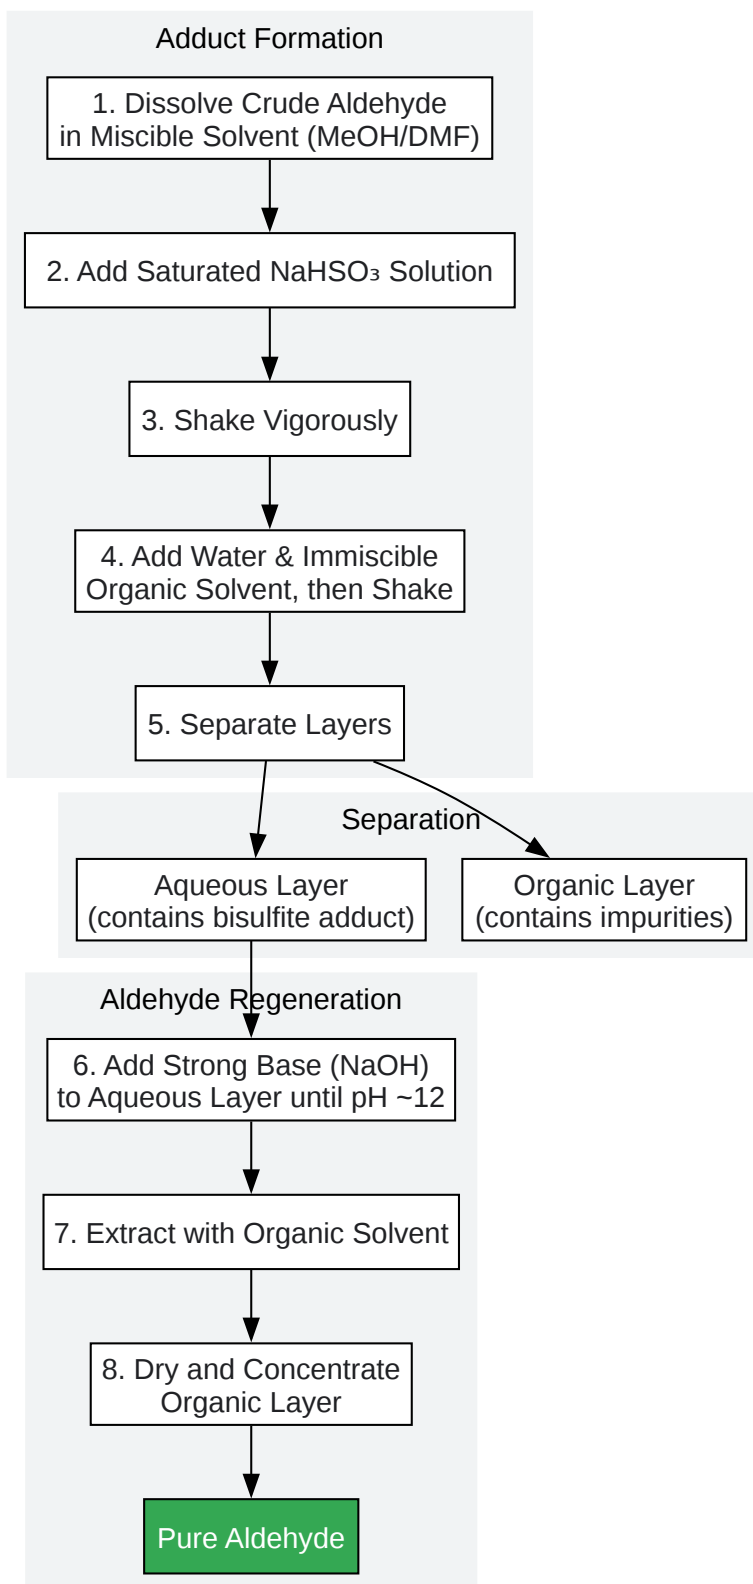 Adduct Formation
1. Dissolve Crude Aldehyde
in Miscible Solvent (MeOH/DMF)
2. Add Saturated NaHSO₃ Solution
3. Shake Vigorously
4. Add Water & Immiscible
Organic Solvent, then Shake
5. Separate Layers
Separation
Aqueous Layer
(contains bisulfite adduct)
Organic Layer
(contains impurities)
Aldehyde Regeneration
6. Add Strong Base (NaOH)
to Aqueous Layer until pH ~12
7. Extract with Organic Solvent
8. Dry and Concentrate
Organic Layer
Pure Aldehyde